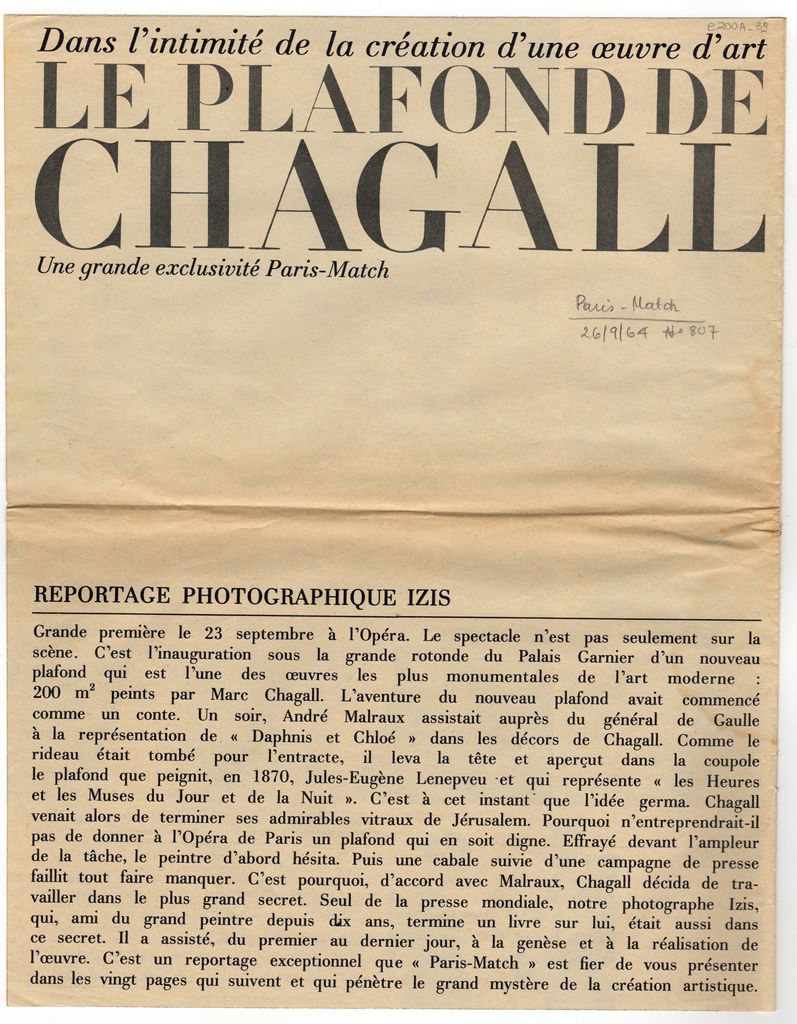 e200A-39
Dans l'intimité de la création d'une œuvre d'art
LE PLAFOND DE
CHAGALL
Une grande exclusivité Paris-Match
Paris-Match
26/9/64 No 807
REPORTAGE PHOTOGRAPHIQUE IZIS
Grande première le 23 septembre à l'Opéra. Le spectacle n'est pas seulement sur la
scène. C'est l'inauguration sous la grande rotonde du Palais Garnier d'un nouveau
plafond qui est l'une des œuvres les plus monumentales de l'art moderne :
200 m² peints par Marc Chagall. L'aventure du nouveau plafond avait commencé
comme un conte. Un soir, André Malraux assistait auprès du général de Gaulle
à la représentation de « Daphnis et Chloé » dans les décors de Chagall. Comme le
rideau était tombé pour l'entracte, il leva la tête et aperçut dans la coupole
le plafond que peignit, en 1870, Jules-Eugène Lenepveu et qui représente « les Heures
et les Muses du Jour et de la Nuit ». C'est à cet instant que l'idée germa. Chagall
venait alors de terminer ses admirables vitraux de Jérusalem. Pourquoi n'entreprendrait-il
pas de donner à l'Opéra de Paris un plafond qui en soit digne. Effrayé devant l'ampleur
de la tâche, le peintre d'abord hésita. Puis une cabale suivie d'une campagne de presse
faillit tout faire manquer. C'est pourquoi, d'accord avec Malraux, Chagall décida de tra-
vailler dans le plus grand secret. Seul de la presse mondiale, notre photographe Izis,
qui, ami du grand peintre depuis dix ans, termine un livre sur lui, était aussi dans
ce secret. Il a assisté, du premier au dernier jour, à la genèse et à la réalisation de
l'œuvre. C'est un reportage exceptionnel que « Paris-Match » est fier de vous présenter
dans les vingt pages qui suivent et qui pénètre le grand mystère de la création artistique.